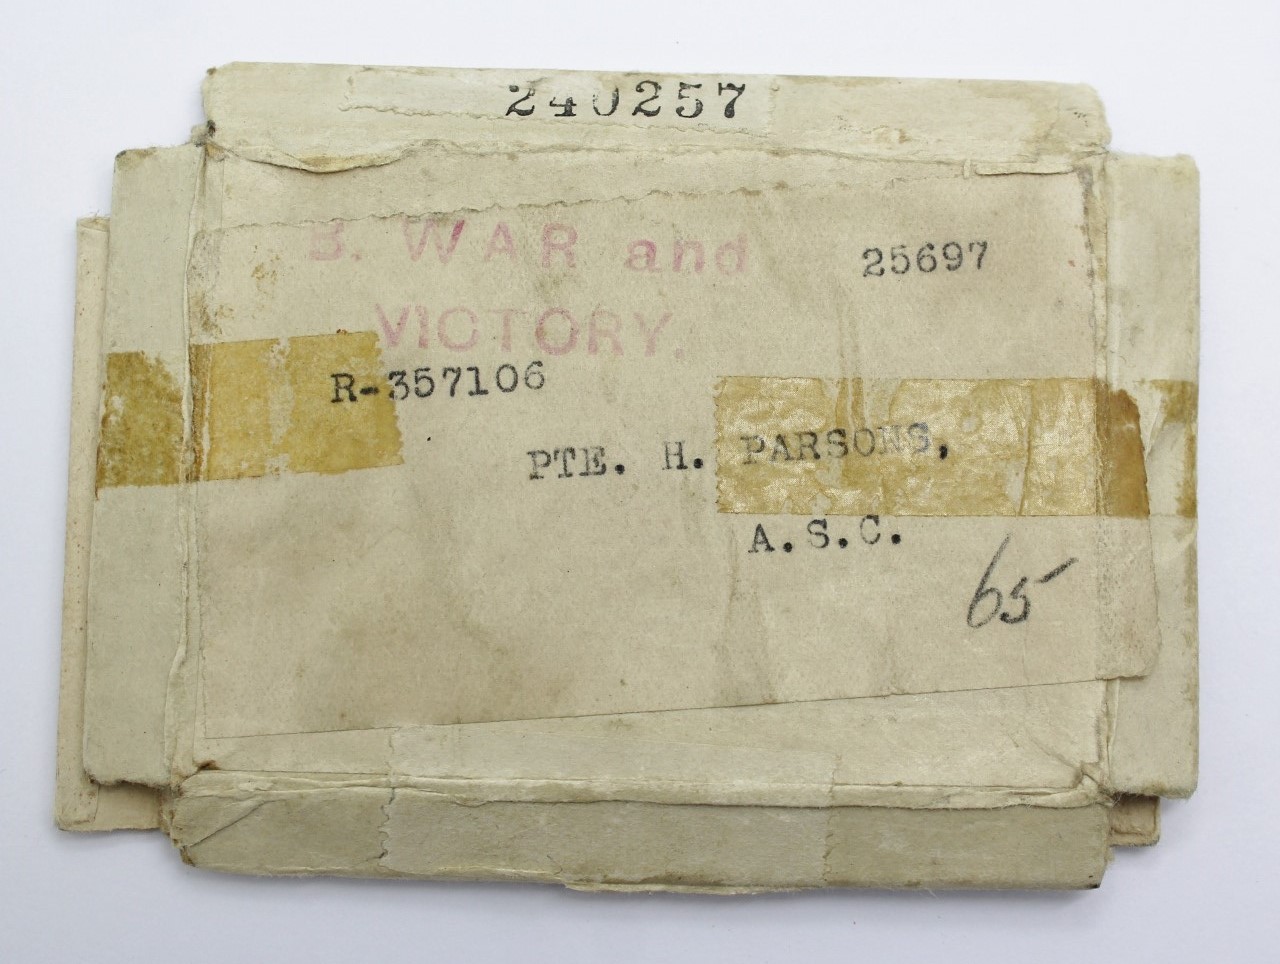 240257
B. WAR and
25697
VICTORY.
R-357106
PTE. H. PARSONS,
A.S.C.
65